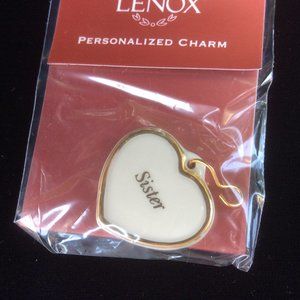 LENOX
PERSONALIZED CHARM
Sister